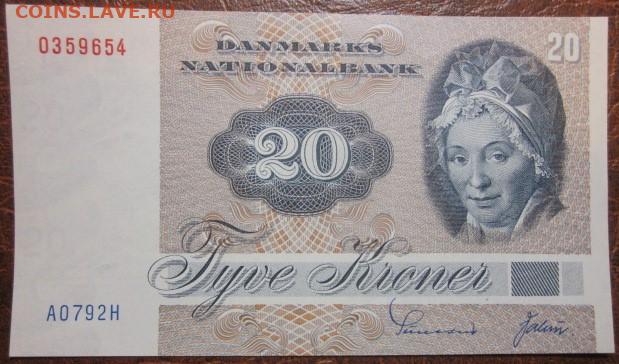 COINS.LAVE.RU
0359654
DANMARKS
NATIONALBANK
20
20
Tyve Kroner
A0792H